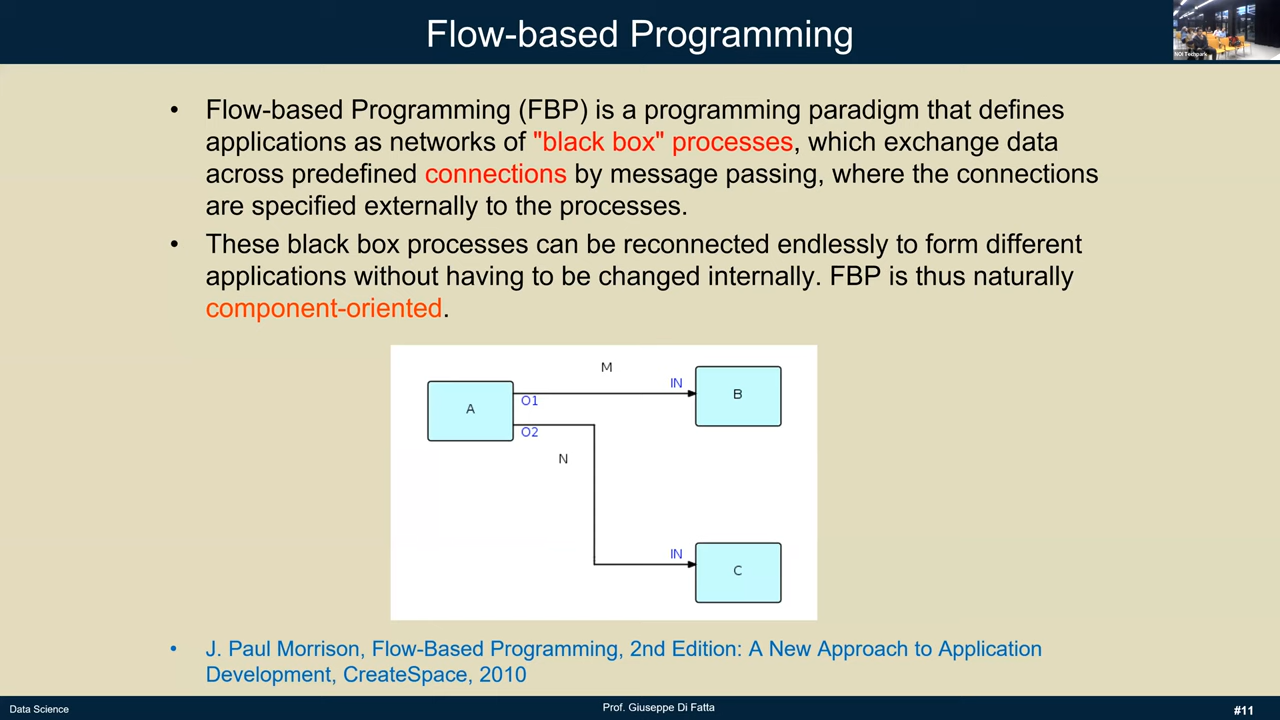 Flow-based Programming
NOI Techpark
• Flow-based Programming (FBP) is a programming paradigm that defines
applications as networks of "black box" processes, which exchange data
across predefined connections by message passing, where the connections
are specified externally to the processes.
• These black box processes can be reconnected endlessly to form different
applications without having to be changed internally. FBP is thus naturally
component-oriented.
M
IN
A
O1
B
O2
N
IN
C
• J. Paul Morrison, Flow-Based Programming, 2nd Edition: A New Approach to Application
Development, CreateSpace, 2010
Data Science
Prof. Giuseppe Di Fatta
#11